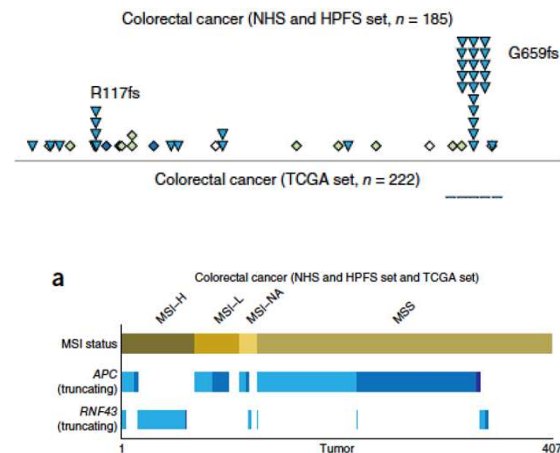 Colorectal cancer (NHS and HPFS set, n = 185)
G659fs
R117fs
Colorectal cancer (TCGA set, n = 222)
a
Colorectal cancer (NHS and HPFS set and TCGA set)
MSI–H
MSI–L
MSI–NA
MSS
MSI status
APC
(truncating)
RNF43
(truncating)
1
Tumor
407